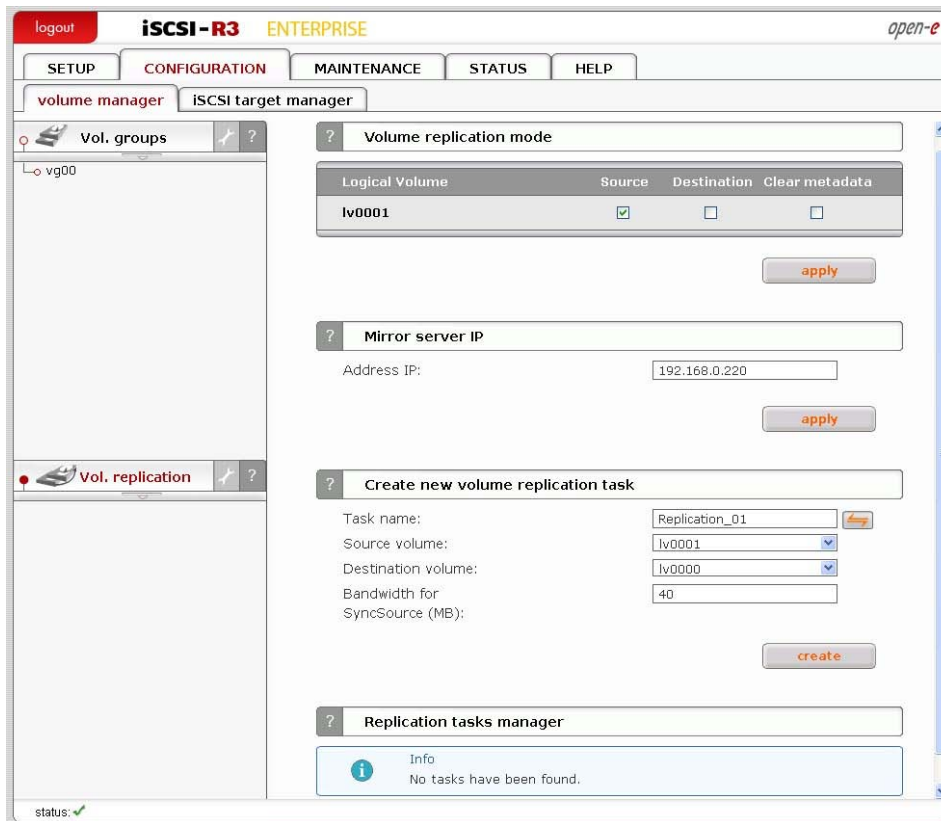 logout
iSCSI-R3 ENTERPRISE
open-e
SETUP CONFIGURATION MAINTENANCE STATUS HELP
volume manager iSCSI target manager
Vol. groups ?
vg00
? Volume replication mode
Logical Volume Source Destination Clear metadata
lv0001
apply
? Mirror server IP
Address IP: 192.168.0.220
apply
Vol. replication ?
? Create new volume replication task
Task name: Replication_01
Source volume: lv0001
Destination volume: lv0000
Bandwidth for 40
SyncSource (MB):
create
? Replication tasks manager
i Info
No tasks have been found.
status: